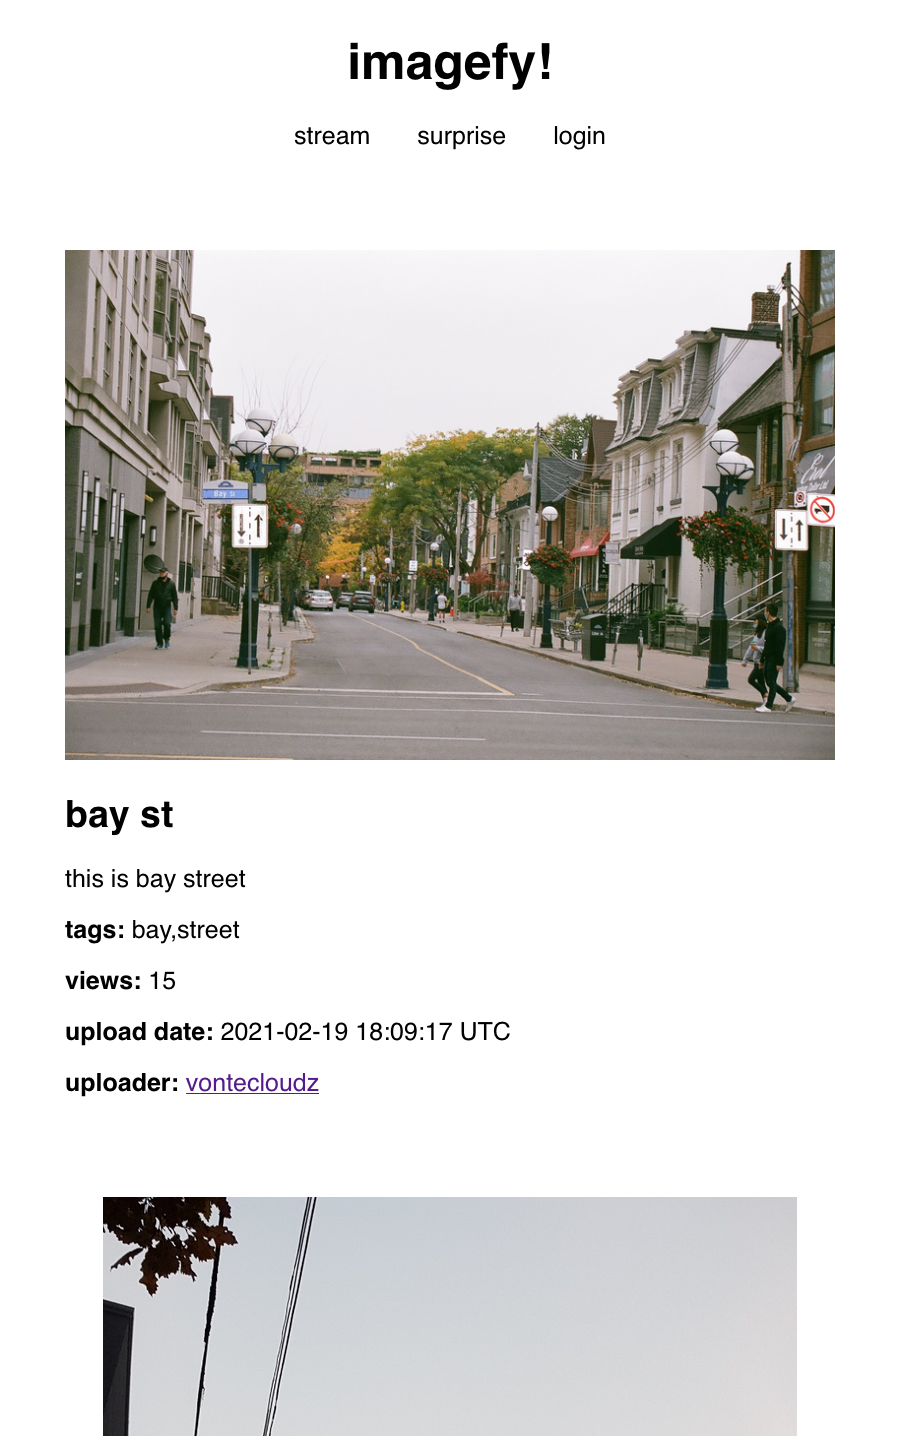 imagefy!
stream surprise login
Bay St
bay st
this is bay street
tags: bay,street
views: 15
upload date: 2021-02-19 18:09:17 UTC
uploader: vontecloudz